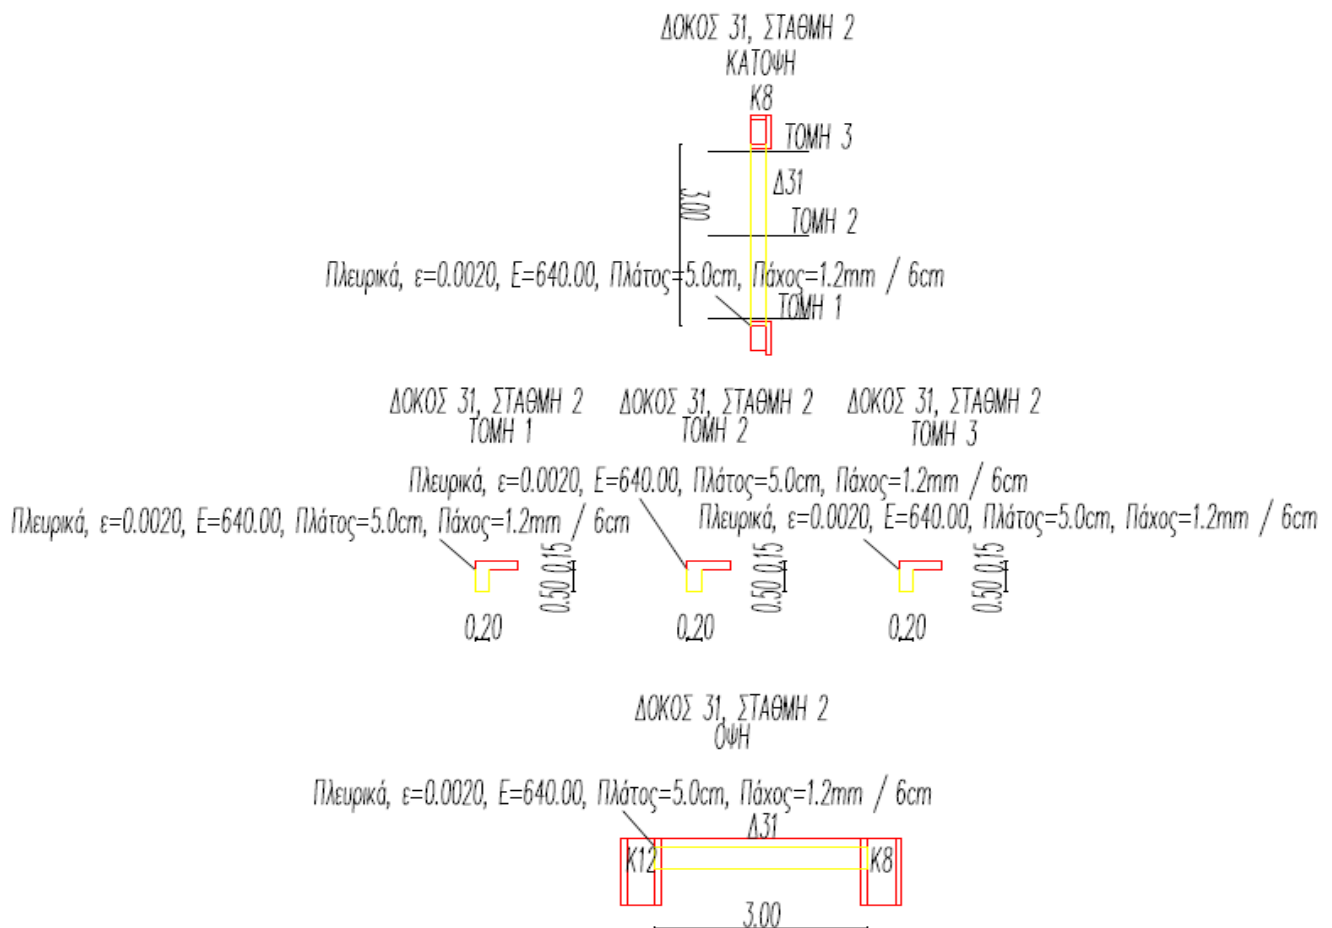 ΔΟΚΟΣ 31, ΣΤΑΘΜΗ 2
ΚΑΤΟΨΗ
Κ8
ΤΟΜΗ 3
Δ31
3.00
ΤΟΜΗ 2
Πλευρικά, ε=0.0020, Ε=640.00, Πλάτος=5.0cm, Πάχος=1.2mm / 6cm
ΤΟΜΗ 1
ΔΟΚΟΣ 31, ΣΤΑΘΜΗ 2
ΤΟΜΗ 1
ΔΟΚΟΣ 31, ΣΤΑΘΜΗ 2
ΤΟΜΗ 2
ΔΟΚΟΣ 31, ΣΤΑΘΜΗ 2
ΤΟΜΗ 3
Πλευρικά, ε=0.0020, Ε=640.00, Πλάτος=5.0cm, Πάχος=1.2mm / 6cm
Πλευρικά, ε=0.0020, Ε=640.00, Πλάτος=5.0cm, Πάχος=1.2mm / 6cm
Πλευρικά, ε=0.0020, Ε=640.00, Πλάτος=5.0cm, Πάχος=1.2mm / 6cm
0.50 0.15
0.50 0.15
0.50 0.15
0.20
0.20
0.20
ΔΟΚΟΣ 31, ΣΤΑΘΜΗ 2
ΟΨΗ
Πλευρικά, ε=0.0020, Ε=640.00, Πλάτος=5.0cm, Πάχος=1.2mm / 6cm
Δ31
Κ12
Κ8
3.00